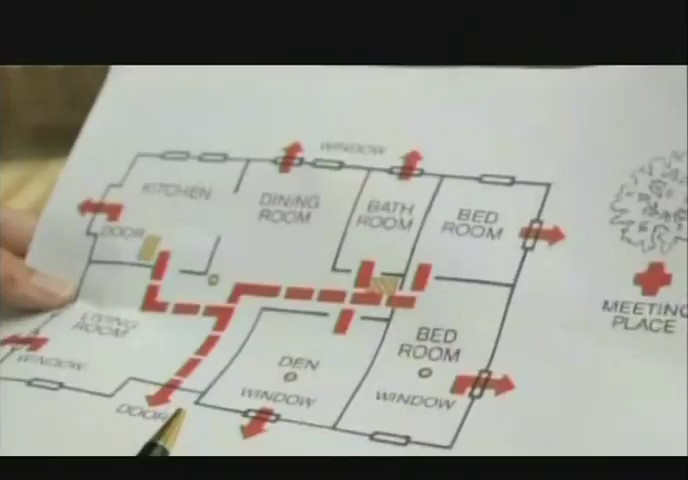 WINDOW
KITCHEN
DINING
ROOM
BATH
ROOM
BED
ROOM
DOOR
MEETING
PLACE
LIVING
ROOM
BED
ROOM
WINDOW
DEN
WINDOW
WINDOW
DOOR